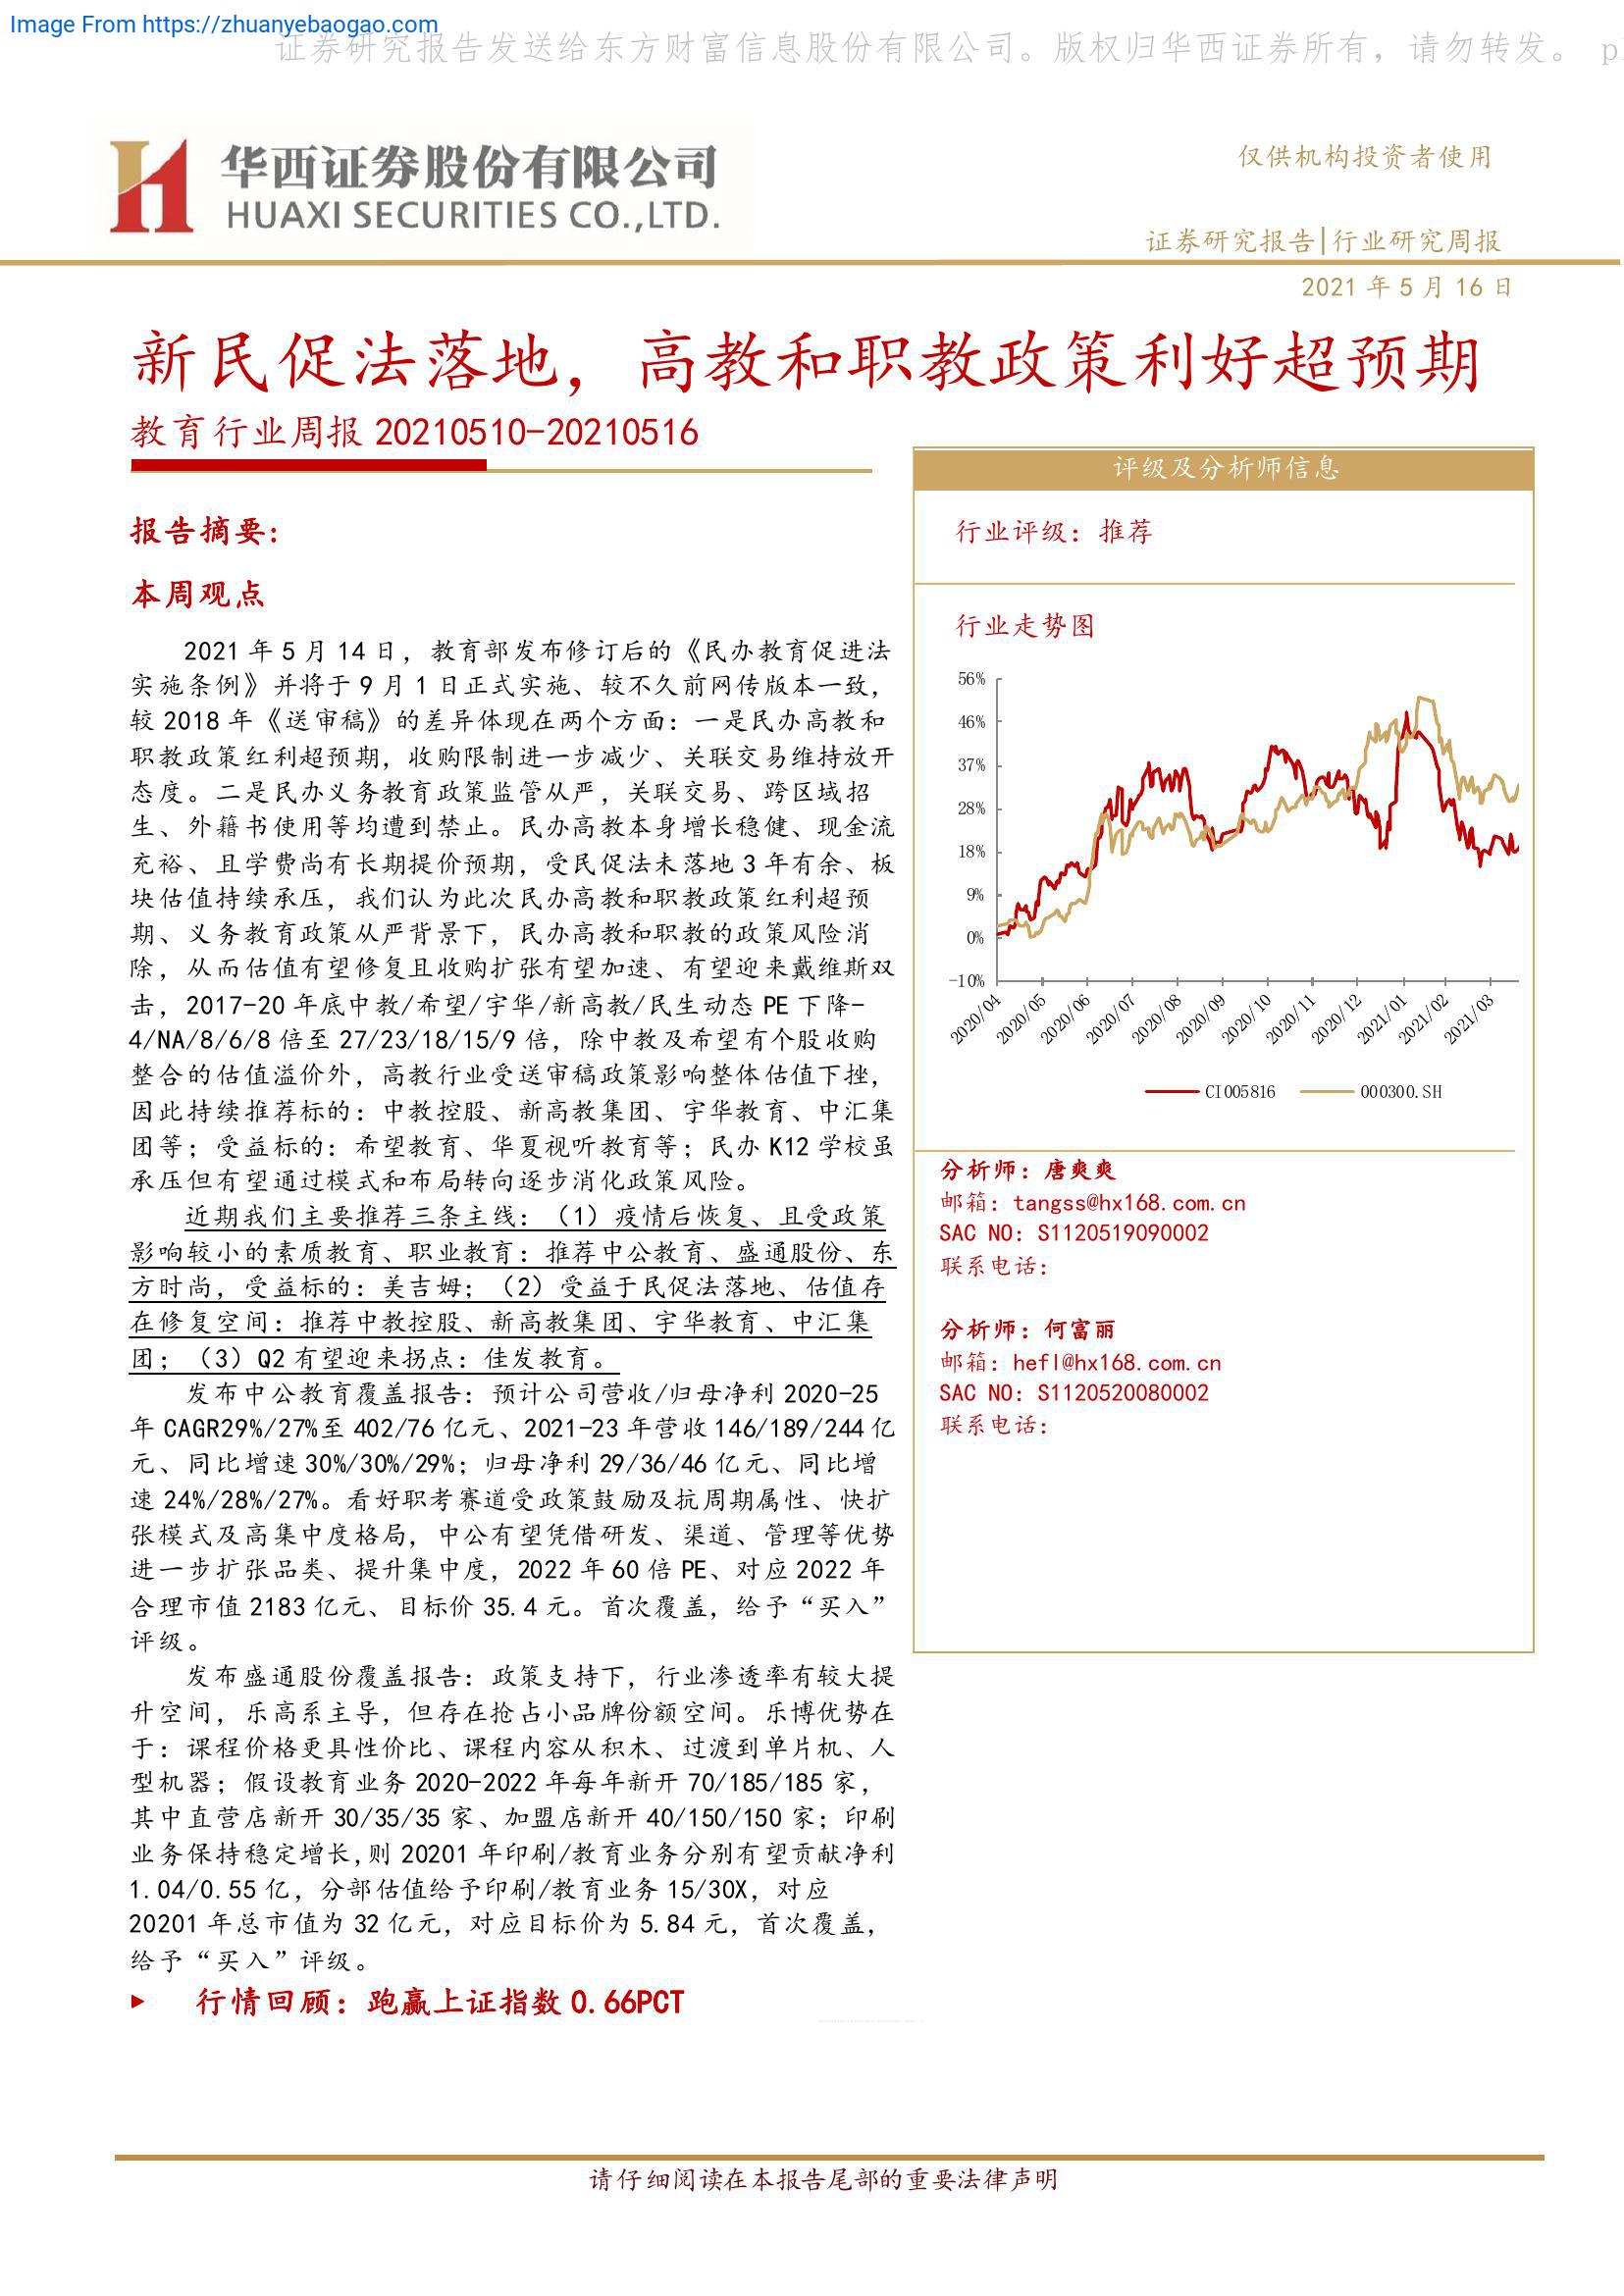 Image From https://zhuanyebaogao.com
证券研究报告发送给东方财富信息股份有限公司。版权归华西证券所有，请勿转发。 p
华西证券股份有限公司
HUAXI SECURITIES CO.,LTD.
仅供机构投资者使用
证券研究报告|行业研究周报
2021 年 5 月 16 日
新民促法落地，高教和职教政策利好超预期
教育行业周报 20210510-20210516
报告摘要:
本周观点
2021 年 5 月 14 日，教育部发布修订后的《民办教育促进法
实施条例》并将于 9 月 1 日正式实施、较不久前网传版本一致，
较 2018 年《送审稿》的差异体现在两个方面：一是民办高教和
职教政策红利超预期，收购限制进一步减少、关联交易维持放开
态度。二是民办义务教育政策监管从严，关联交易、跨区域招
生、外籍书使用等均遭到禁止。民办高教本身增长稳健、现金流
充裕、且学费尚有长期提价预期，受民促法未落地 3 年有余、板
块估值持续承压，我们认为此次民办高教和职教政策红利超预
期、义务教育政策从严背景下，民办高教和职教的政策风险消
除，从而估值有望修复且收购扩张有望加速、有望迎来戴维斯双
击，2017-20 年底中教/希望/宇华/新高教/民生动态 PE 下降-
4/NA/8/6/8 倍至 27/23/18/15/9 倍，除中教及希望有个股收购
整合的估值溢价外，高教行业受送审稿政策影响整体估值下挫，
因此持续推荐标的：中教控股、新高教集团、宇华教育、中汇集
团等；受益标的：希望教育、华夏视听教育等；民办 K12 学校虽
承压但有望通过模式和布局转向逐步消化政策风险。
近期我们主要推荐三条主线：（1）疫情后恢复、且受政策
影响较小的素质教育、职业教育：推荐中公教育、盛通股份、东
方时尚，受益标的：美吉姆；（2）受益于民促法落地、估值存
在修复空间：推荐中教控股、新高教集团、宇华教育、中汇集
团；（3）Q2 有望迎来拐点：佳发教育。
发布中公教育覆盖报告：预计公司营收/归母净利 2020-25
年 CAGR29%/27%至 402/76 亿元、2021-23 年营收 146/189/244 亿
元、同比增速 30%/30%/29%；归母净利 29/36/46 亿元、同比增
速 24%/28%/27%。看好职考赛道受政策鼓励及抗周期属性、快扩
张模式及高集中度格局，中公有望凭借研发、渠道、管理等优势
进一步扩张品类、提升集中度，2022 年 60 倍 PE、对应 2022 年
合理市值 2183 亿元、目标价 35.4 元。首次覆盖，给予“买入”
评级。
发布盛通股份覆盖报告：政策支持下，行业渗透率有较大提
升空间，乐高系主导，但存在抢占小品牌份额空间。乐博优势在
于：课程价格更具性价比、课程内容从积木、过渡到单片机、人
型机器；假设教育业务 2020-2022 年每年新开 70/185/185 家，
其中直营店新开 30/35/35 家、加盟店新开 40/150/150 家；印刷
业务保持稳定增长,则 20201 年印刷/教育业务分别有望贡献净利
1.04/0.55 亿，分部估值给予印刷/教育业务 15/30X，对应
20201 年总市值为 32 亿元，对应目标价为 5.84 元，首次覆盖，
给予“买入”评级。
► 行情回顾：跑赢上证指数 0.66PCT
评级及分析师信息
行业评级：推荐
行业走势图
56%
46%
37%
28%
18%
9%
0%
-10%
2020/04
2020/05
2020/06
2020/07
2020/08
2020/09
2020/10
2020/11
2020/12
2021/01
2021/02
2021/03
CI005816
000300.SH
分析师：唐爽爽
邮箱：tangss@hx168.com.cn
SAC NO：S1120519090002
联系电话：
分析师：何富丽
邮箱：hefl@hx168.com.cn
SAC NO：S1120520080002
联系电话：
请仔细阅读在本报告尾部的重要法律声明